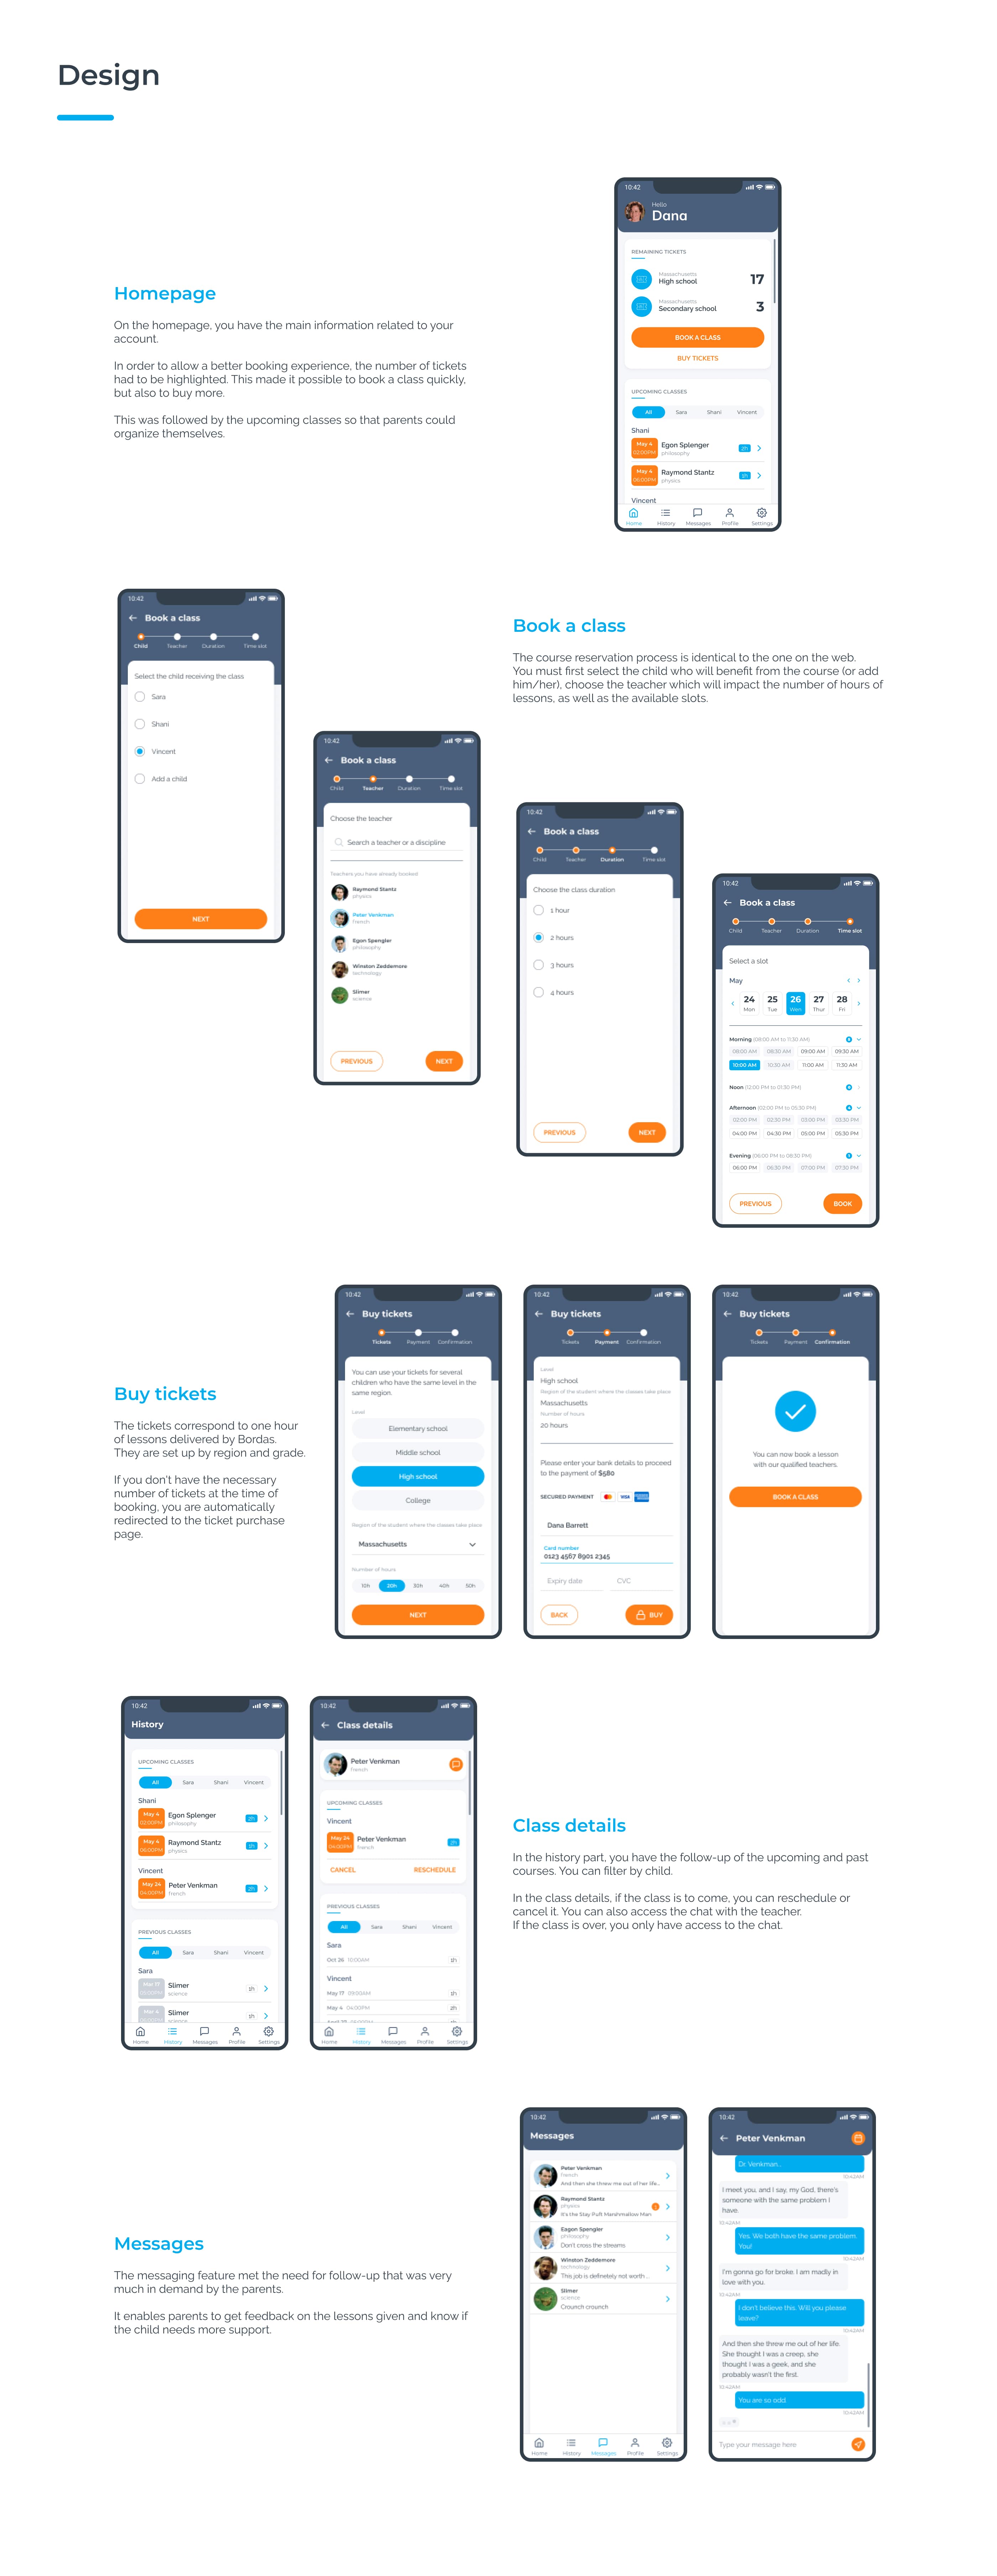 Design
10:42
Hello
Dana
REMAINING TICKETS
Massachusetts
High school
17
Massachusetts
Secondary school
3
BOOK A CLASS
BUY TICKETS
UPCOMING CLASSES
All Sara Shani Vincent
Shani
May 4
02:00PM
Egon Splenger
philosophy
2h
May 4
06:00PM
Raymond Stantz
physics
1h
Vincent
Home History Messages Profile Settings
Homepage
On the homepage, you have the main information related to your
account.
In order to allow a better booking experience, the number of tickets
had to be highlighted. This made it possible to book a class quickly,
but also to buy more.
This was followed by the upcoming classes so that parents could
organize themselves.
10:42
Book a class
Child Teacher Duration Time slot
Select the child receiving the class
Sara
Shani
Vincent
Add a child
NEXT
Book a class
The course reservation process is identical to the one on the web.
You must first select the child who will benefit from the course (or add
him/her), choose the teacher which will impact the number of hours of
lessons, as well as the available slots.
10:42
Book a class
Child Teacher Duration Time slot
Choose the teacher
Search a teacher or a discipline
Teachers you have already booked
Raymond Stantz
physics
Peter Venkman
french
Egon Spengler
philosophy
Winston Zeddemore
technology
Slimer
science
PREVIOUS NEXT
10:42
Book a class
Child Teacher Duration Time slot
Choose the class duration
1 hour
2 hours
3 hours
4 hours
PREVIOUS NEXT
10:42
Book a class
Child Teacher Duration Time slot
Select a slot
May
24 25 26 27 28
Mon Tue Wen Thur Fri
Morning (08:00 AM to 11:30 AM)
08:00 AM 08:30 AM 09:00 AM 09:30 AM
10:00 AM 10:30 AM 11:00 AM 11:30 AM
Noon (12:00 PM to 01:30 PM)
Afternoon (02:00 PM to 05:30 PM)
02:00 PM 02:30 PM 03:00 PM 03:30 PM
04:00 PM 04:30 PM 05:00 PM 05:30 PM
Evening (06:00 PM to 08:30 PM)
06:00 PM 06:30 PM 07:00 PM 07:30 PM
PREVIOUS BOOK
Buy tickets
The tickets correspond to one hour
of lessons delivered by Bordas.
They are set up by region and grade.
If you don't have the necessary
number of tickets at the time of
booking, you are automatically
redirected to the ticket purchase
page.
10:42
Buy tickets
Tickets Payment Confirmation
You can use your tickets for several
children who have the same level in the
same region.
Level
Elementary school
Middle school
High school
College
Region of the student where the classes take place
Massachusetts
Number of hours
10h 20h 30h 40h 50h
NEXT
10:42
Buy tickets
Tickets Payment Confirmation
Level
High school
Region of the student where the classes take place
Massachusetts
Number of hours
20 hours
Please enter your bank details to proceed
to the payment of $580
SECURED PAYMENT
VISA
Dana Barrett
Card number
0123 4567 8901 2345
Expiry date CVC
BACK BUY
10:42
Buy tickets
Tickets Payment Confirmation
You can now book a lesson
with our qualified teachers.
BOOK A CLASS
10:42
History
UPCOMING CLASSES
All Sara Shani Vincent
Shani
May 4
02:00PM
Egon Splenger
philosophy
2h
May 4
06:00PM
Raymond Stantz
physics
1h
Vincent
May 24
04:00PM
Peter Venkman
french
2h
PREVIOUS CLASSES
All Sara Shani Vincent
Sara
Mar 17
Slimer
science
1h
Mar 4
Slimer
science
1h
Home History Messages Profile Settings
10:42
Class details
Peter Venkman
french
UPCOMING CLASSES
Vincent
May 24
04:00PM
Peter Venkman
french
2h
CANCEL RESCHEDULE
PREVIOUS CLASSES
All Sara Shani Vincent
Sara
Oct 26 10:00AM 1h
Vincent
May 17 09:00AM 1h
May 4 04:00PM 2h
Home History Messages Profile Settings
Class details
In the history part, you have the follow-up of the upcoming and past
courses. You can filter by child.
In the class details, if the class is to come, you can reschedule or
cancel it. You can also access the chat with the teacher.
If the class is over, you only have access to the chat.
Messages
The messaging feature met the need for follow-up that was very
much in demand by the parents.
It enables parents to get feedback on the lessons given and know if
the child needs more support.
10:42
Messages
Peter Venkman
french
And then she threw me out of her life...
Raymond Stantz
physics
It's the Stay Puft Marshmallow Man
1
Eagon Spengler
philosophy
Don't cross the streams
Winston Zeddemore
technology
This job is definetely not worth ...
Slimer
science
Crounch crounch
Home History Messages Profile Settings
10:42
Peter Venkman
Dr. Venkman...
10:42AM
I meet you, and I say, my God, there's
someone with the same problem I
have.
10:42AM
Yes. We both have the same problem.
You!
10:42AM
I'm gonna go for broke. I am madly in
love with you.
10:42AM
I don't believe this. Will you please
leave?
10:42AM
And then she threw me out of her life.
She thought I was a creep, she
thought I was a geek, and she
probably wasn't the first.
10:42AM
You are so odd.
10:42AM
Type your message here